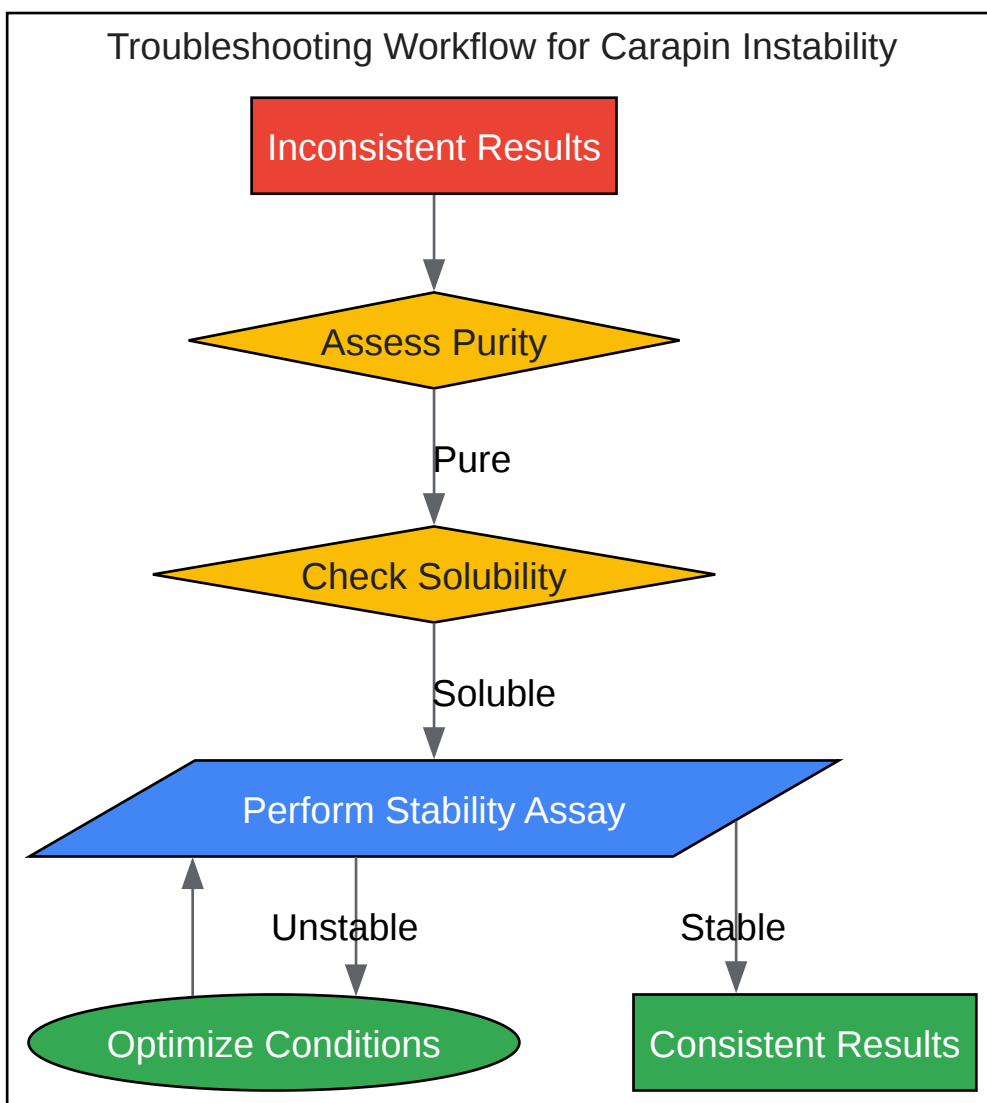 Troubleshooting Workflow for Carapin Instability
Inconsistent Results
Assess Purity
Pure
Check Solubility
Soluble
Perform Stability Assay
Unstable
Stable
Optimize Conditions
Consistent Results